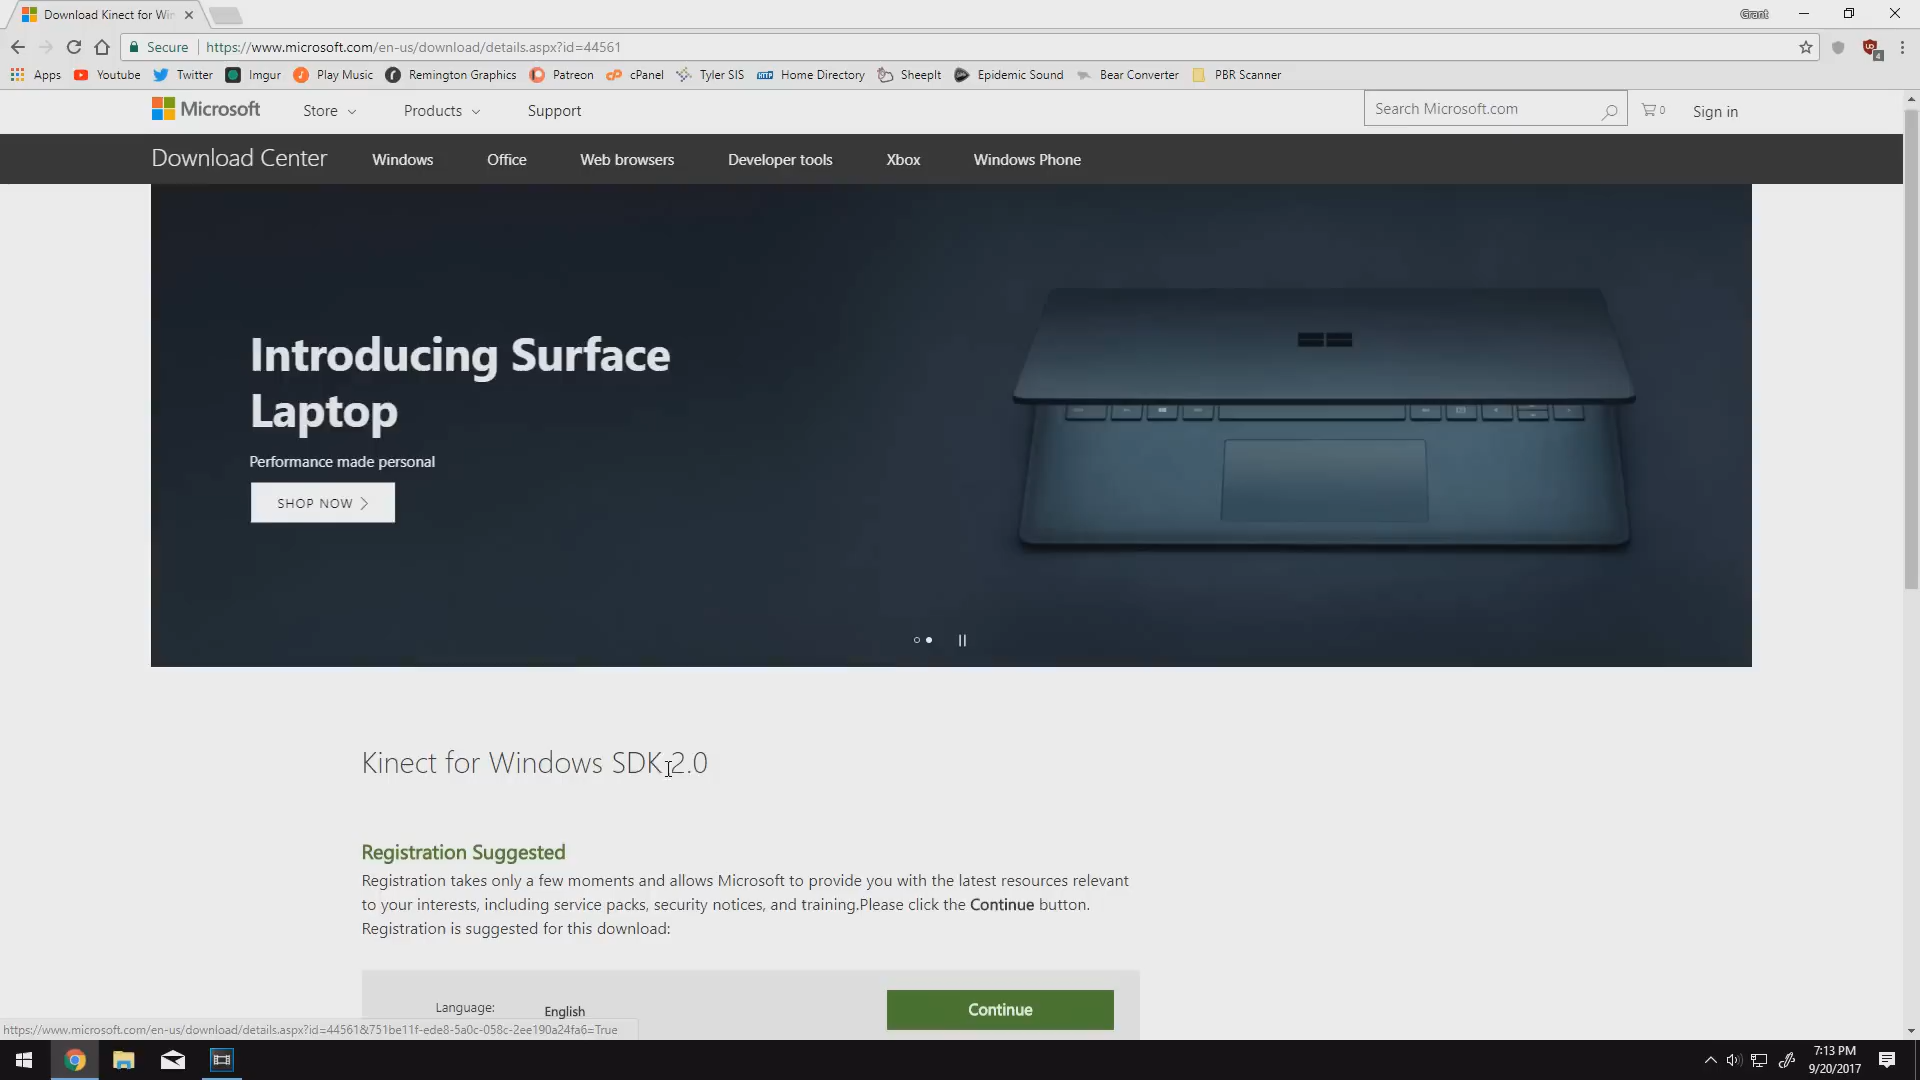 Download Kinect for Win
Grant
Secure https://www.microsoft.com/en-us/download/details.aspx?id=44561
Apps Youtube Twitter Imgur Play Music Remington Graphics Patreon cPanel Tyler SIS Home Directory SheepIt Epidemic Sound Bear Converter PBR Scanner
Microsoft Store Products Support Search Microsoft.com 0 Sign in
Download Center Windows Office Web browsers Developer tools Xbox Windows Phone
Introducing Surface
Laptop
Performance made personal
SHOP NOW
Kinect for Windows SDK 2.0
Registration Suggested
Registration takes only a few moments and allows Microsoft to provide you with the latest resources relevant
to your interests, including service packs, security notices, and training.Please click the Continue button.
Registration is suggested for this download:
Language: English Continue
https://www.microsoft.com/en-us/download/details.aspx?id=44561&751be11f-ede8-5a0c-058c-2ee190a24fa6=True
7:13 PM
9/20/2017